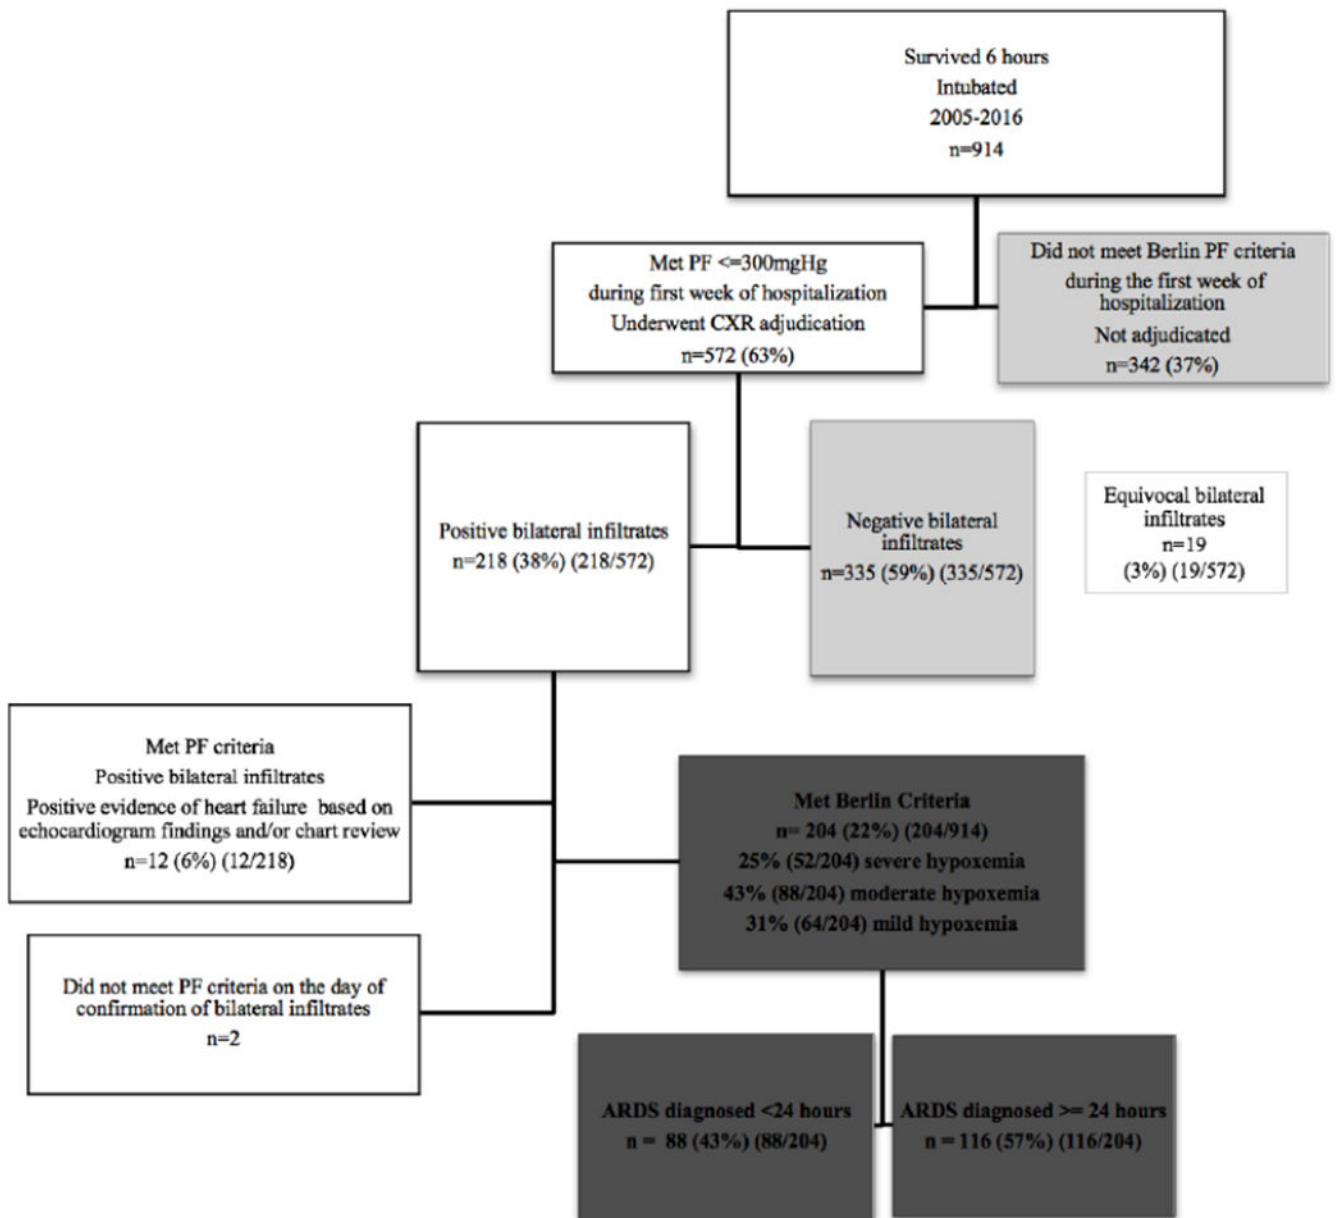 Survived 6 hours
Intubated
2005-2016
n=914
Met PF <=300mgHg
during first week of hospitalization
Underwent CXR adjudication
n=572 (63%)
Did not meet Berlin PF criteria
during the first week of
hospitalization
Not adjudicated
n=342 (37%)
Positive bilateral infiltrates
n=218 (38%) (218/572)
Negative bilateral
infiltrates
n=335 (59%) (335/572)
Equivocal bilateral
infiltrates
n=19
(3%) (19/572)
Met PF criteria
Positive bilateral infiltrates
Positive evidence of heart failure based on
echocardiogram findings and/or chart review
n=12 (6%) (12/218)
Met Berlin Criteria
n= 204 (22%) (204/914)
25% (52/204) severe hypoxemia
43% (88/204) moderate hypoxemia
31% (64/204) mild hypoxemia
Did not meet PF criteria on the day of
confirmation of bilateral infiltrates
n=2
ARDS diagnosed <24 hours
n = 88 (43%) (88/204)
ARDS diagnosed >= 24 hours
n = 116 (57%) (116/204)